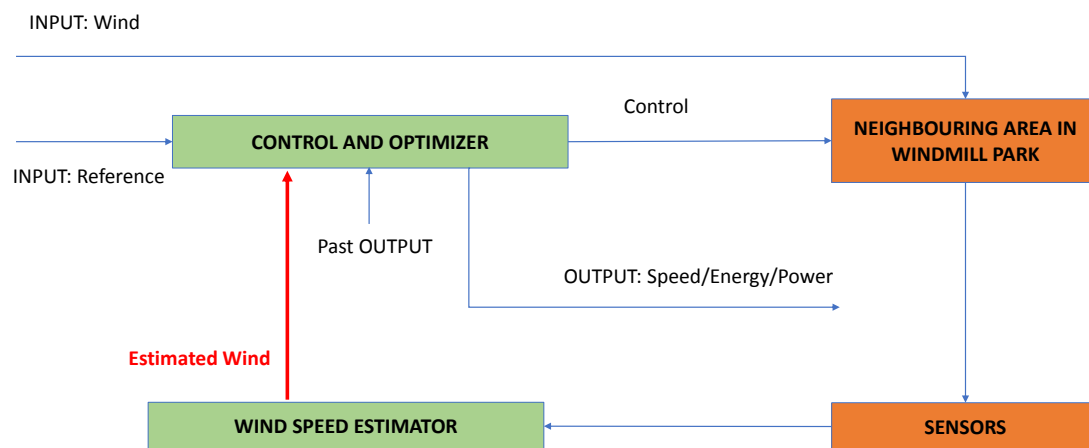 INPUT: Wind
Control
CONTROL AND OPTIMIZER
NEIGHBOURING AREA IN
WINDMILL PARK
INPUT: Reference
Past OUTPUT
OUTPUT: Speed/Energy/Power
Estimated Wind
WIND SPEED ESTIMATOR
SENSORS